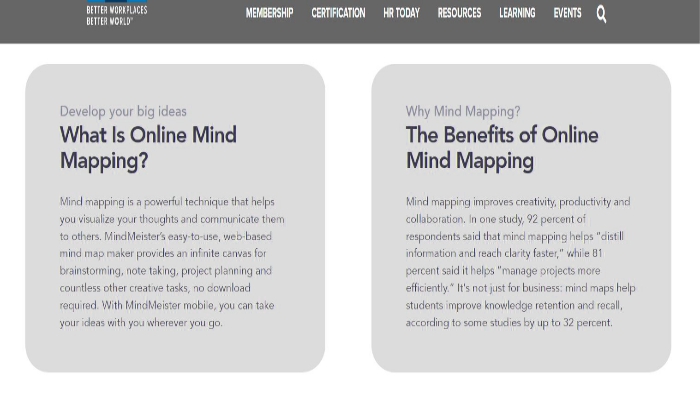 BETTER WORKPLACES
BETTER WORLD™
MEMBERSHIP CERTIFICATION HR TODAY RESOURCES LEARNING EVENTS
Develop your big ideas
What Is Online Mind
Mapping?
Mind mapping is a powerful technique that helps
you visualize your thoughts and communicate them
to others. MindMeister's easy-to-use, web-based
mind map maker provides an infinite canvas for
brainstorming, note taking, project planning and
countless other creative tasks, no download
required. With MindMeister mobile, you can take
your ideas with you wherever you go.
Why Mind Mapping?
The Benefits of Online
Mind Mapping
Mind mapping improves creativity, productivity and
collaboration. In one study, 92 percent of
respondents said that mind mapping helps "distill
information and reach clarity faster," while 81
percent said it helps "manage projects more
efficiently." It's not just for business: mind maps help
students improve knowledge retention and recall,
according to some studies by up to 32 percent.